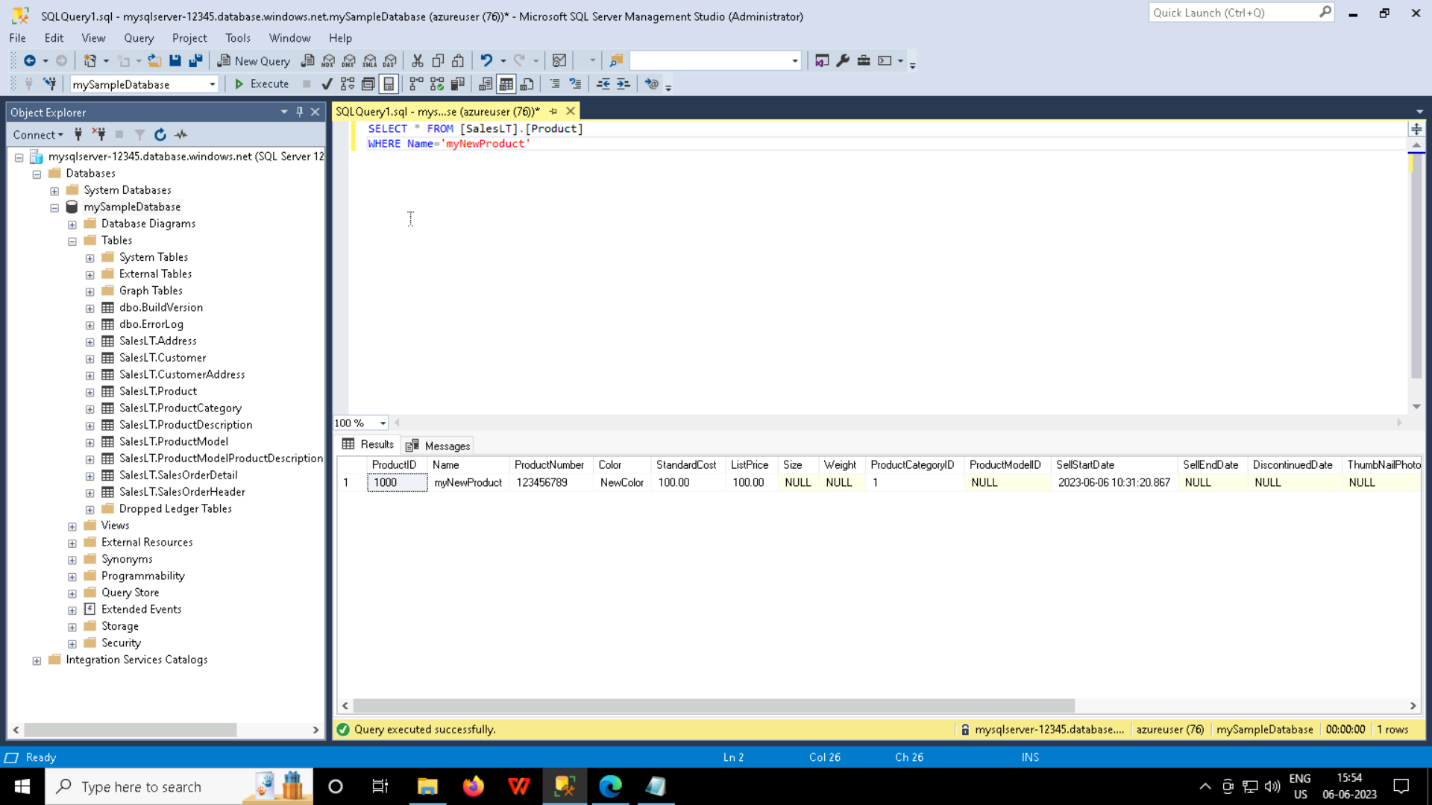 SQLQuery1.sql - mysqlserver-12345.database.windows.net.mySampleDatabase (azureuser (76))* - Microsoft SQL Server Management Studio (Administrator)
Quick Launch (Ctrl+Q)
File Edit View Query Project Tools Window Help
New Query
MDX DMX XMLA DAX
mySampleDatabase
Execute
Object Explorer
SQLQuery1.sql - mys...se (azureuser (76))*
Connect
SELECT * FROM [SalesLT].[Product]
WHERE Name='myNewProduct'
mysqlserver-12345.database.windows.net (SQL Server 12
Databases
System Databases
mySampleDatabase
Database Diagrams
Tables
System Tables
External Tables
Graph Tables
dbo.BuildVersion
dbo.ErrorLog
SalesLT.Address
SalesLT.Customer
SalesLT.CustomerAddress
SalesLT.Product
SalesLT.ProductCategory
SalesLT.ProductDescription
SalesLT.ProductModel
SalesLT.ProductModelProductDescription
SalesLT.SalesOrderDetail
SalesLT.SalesOrderHeader
Dropped Ledger Tables
Views
External Resources
Synonyms
Programmability
Query Store
Extended Events
Storage
Security
Integration Services Catalogs
100 %
Results Messages
ProductID Name ProductNumber Color StandardCost ListPrice Size Weight ProductCategoryID ProductModelID SellStartDate SellEndDate DiscontinuedDate ThumbNailPhoto
1 1000 myNewProduct 123456789 NewColor 100.00 100.00 NULL NULL 1 NULL 2023-06-06 10:31:20.867 NULL NULL NULL
Query executed successfully.
mysqlserver-12345.database.... azureuser (76) mySampleDatabase 00:00:00 1 rows
Ready Ln 2 Col 26 Ch 26 INS
Type here to search
ENG
US
15:54
06-06-2023